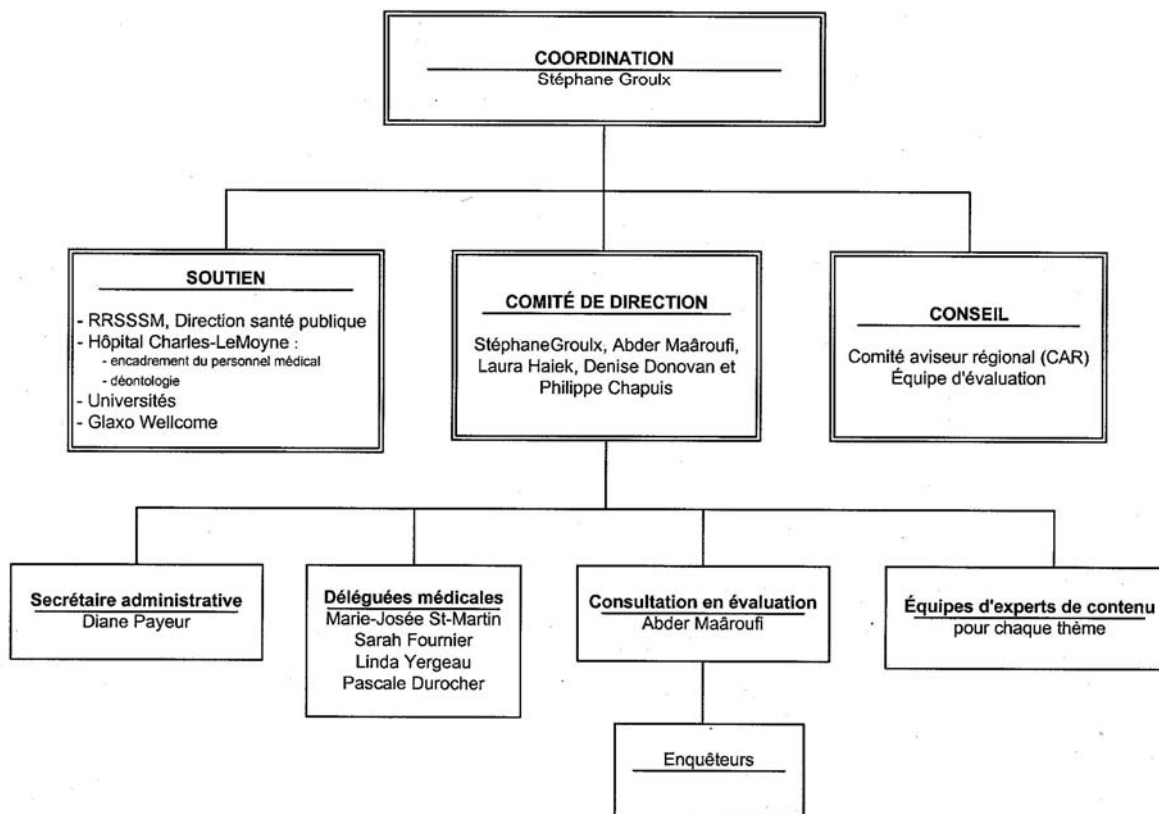 COORDINATION
Stéphane Groulx
SOUTIEN
- RRSSSM, Direction santé publique
- Hôpital Charles-LeMoyne :
- encadrement du personnel médical
- déontologie
- Universités
- Glaxo Wellcome
COMITÉ DE DIRECTION
StéphaneGroulx, Abder Maâroufi,
Laura Haiek, Denise Donovan et
Philippe Chapuis
CONSEIL
Comité aviseur régional (CAR)
Équipe d'évaluation
Secrétaire administrative
Diane Payeur
Déléguées médicales
Marie-Josée St-Martin
Sarah Fournier
Linda Yergeau
Pascale Durocher
Consultation en évaluation
Abder Maâroufi
Équipes d'experts de contenu
pour chaque thème
Enquêteurs